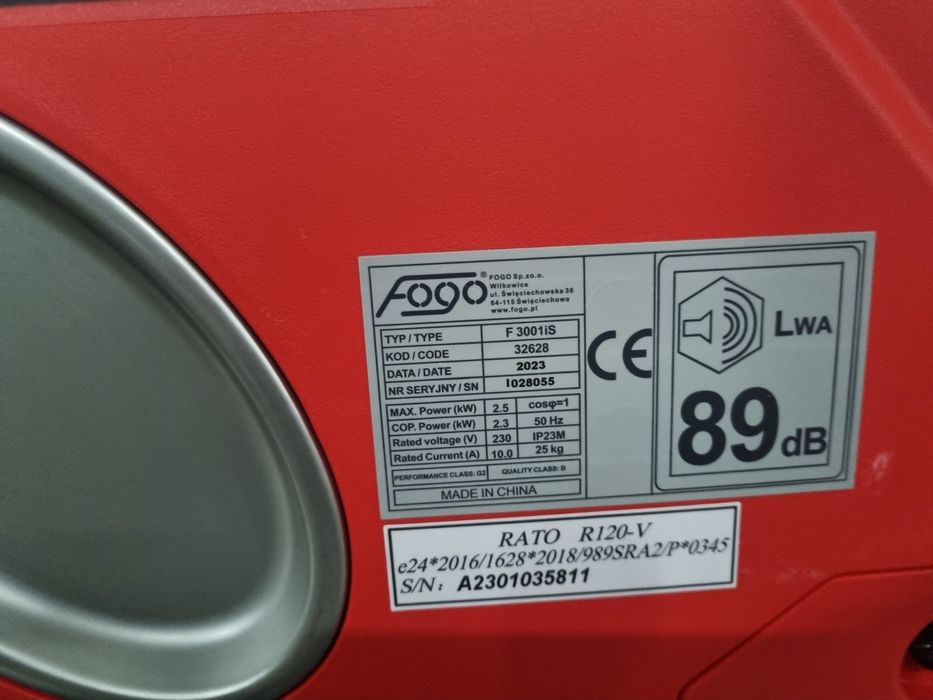 Fogo® FOGO Sp.zo.o.
Wilkowice
ul. Święciechowska 36
64-115 Święciechowa
www.fogo.pl
TYP / TYPE F 3001iS
KOD / CODE 32628
DATA / DATE 2023
NR SERYJNY / SN I028055
MAX. Power (kW) 2.5 cosφ=1
COP. Power (kW) 2.3 50 Hz
Rated voltage (V) 230 IP23M
Rated Current (A) 10.0 25 kg
PERFORMANCE CLASS: G2 QUALITY CLASS: B
MADE IN CHINA
CE
LWA
89 dB
RATO R120-V
e24*2016/1628*2018/989SRA2/P*0345
S/N: A2301035811